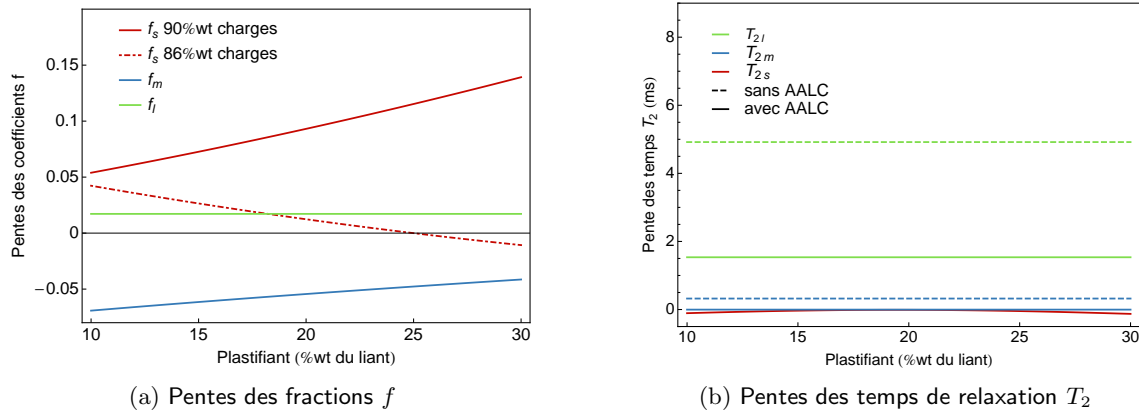 f_s 90%wt charges
f_s 86%wt charges
f_m
f_l
0.15
0.1
0.05
0
−0.05
Pentes des coefficients f
10 15 20 25 30
Plastifiant (%wt du liant)
(a) Pentes des fractions f
T_2 l
T_2 m
T_2 s
sans AALC
avec AALC
8
6
4
2
0
Pente des temps T_2 (ms)
10 15 20 25 30
Plastifiant (%wt du liant)
(b) Pentes des temps de relaxation T_2